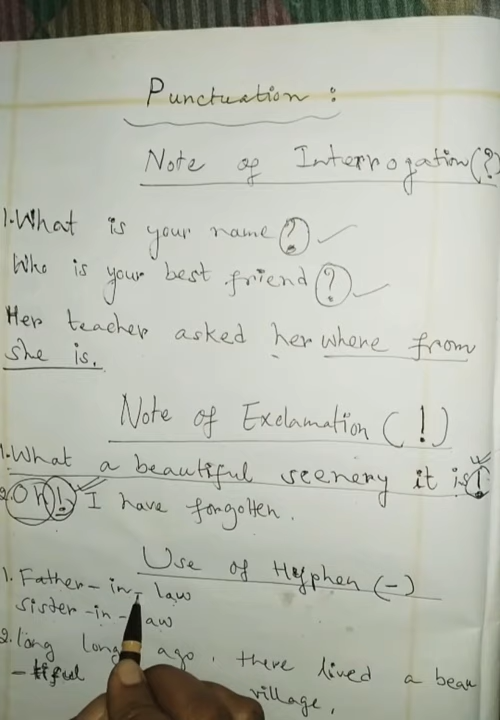 Punctuation :
Note of Interrogation (?)
1. What is your name ?
Who is your best friend ?
Her teacher asked her where from
she is.
Note of Exclamation ( ! )
1. What a beautiful scenery it is !
2. Oh ! I have forgotten.
Use of Hyphen (-)
1. Father-in-law
sister-in-law
2. long long ago, there lived a beau
-tiful village.